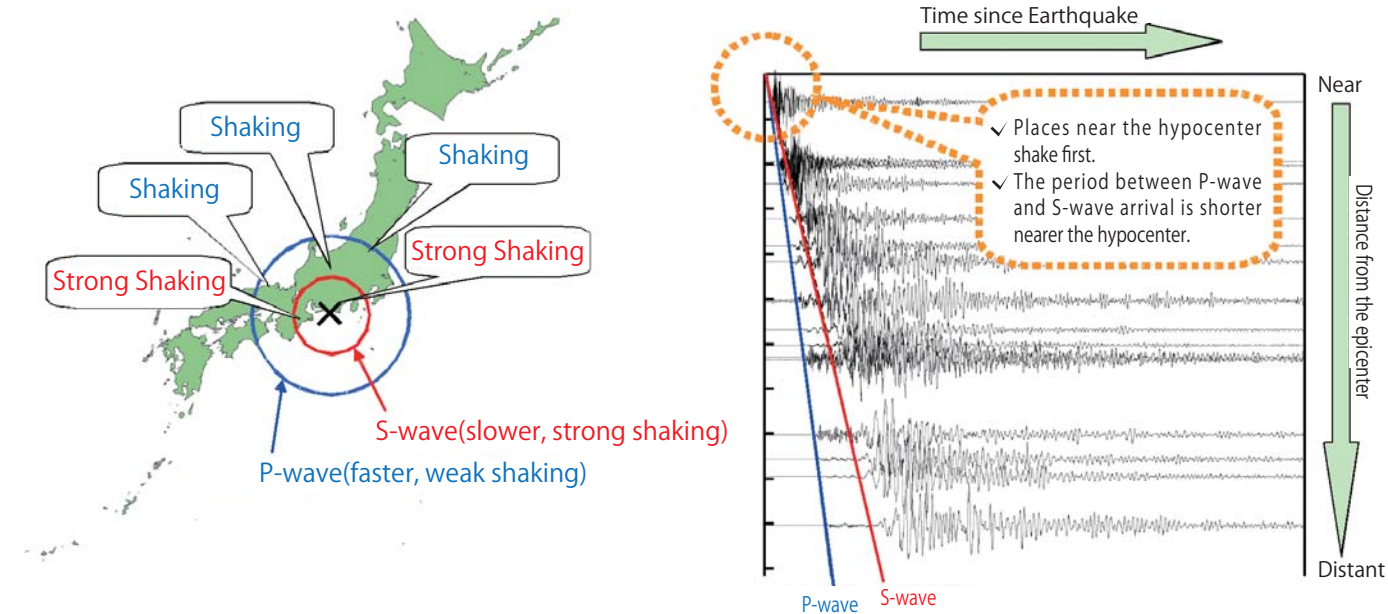 Shaking
Shaking
Shaking
Strong Shaking
Strong Shaking
S-wave(slower, strong shaking)
P-wave(faster, weak shaking)
Time since Earthquake
Near
✓ Places near the hypocenter
shake first.
✓ The period between P-wave
and S-wave arrival is shorter
nearer the hypocenter.
Distance from the epicenter
Distant
P-wave
S-wave